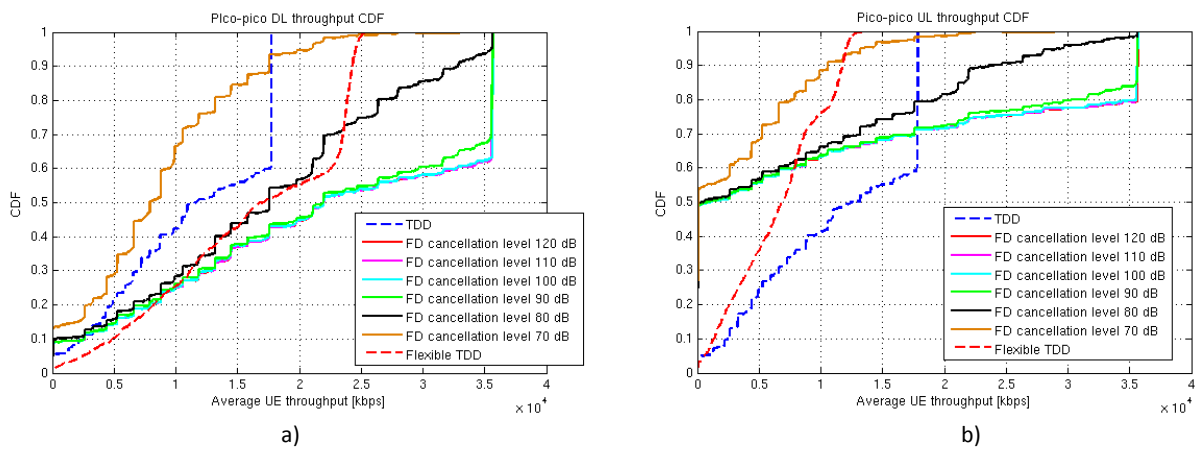 Pico-pico DL throughput CDF
1
0.9
0.8
0.7
0.6
0.5
0.4
0.3
0.2
0.1
0
CDF
TDD
FD cancellation level 120 dB
FD cancellation level 110 dB
FD cancellation level 100 dB
FD cancellation level 90 dB
FD cancellation level 80 dB
FD cancellation level 70 dB
Flexible TDD
0 0.5 1 1.5 2 2.5 3 3.5 4
Average UE throughput [kbps]
× 10^4
a)
Pico-pico UL throughput CDF
1
0.9
0.8
0.7
0.6
0.5
0.4
0.3
0.2
0.1
0
CDF
TDD
FD cancellation level 120 dB
FD cancellation level 110 dB
FD cancellation level 100 dB
FD cancellation level 90 dB
FD cancellation level 80 dB
FD cancellation level 70 dB
Flexible TDD
0 0.5 1 1.5 2 2.5 3 3.5 4
Average UE throughput [kbps]
× 10^4
b)